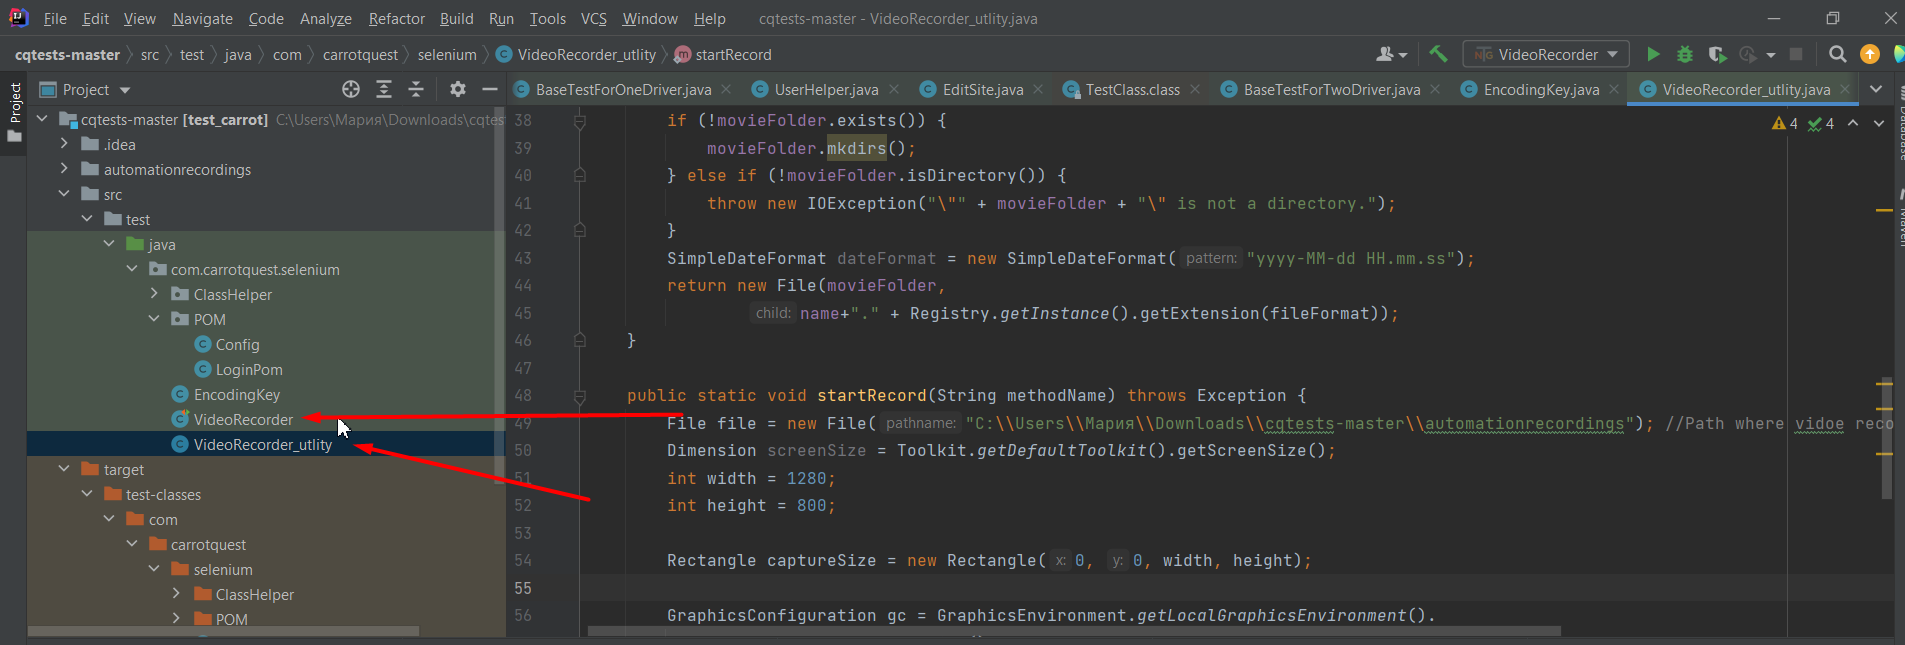 File Edit View Navigate Code Analyze Refactor Build Run Tools VCS Window Help cqtests-master - VideoRecorder_utlity.java
cqtests-master src test java com carrotquest selenium VideoRecorder_utlity startRecord VideoRecorder
Project
Project
BaseTestForOneDriver.java UserHelper.java EditSite.java TestClass.class BaseTestForTwoDriver.java EncodingKey.java VideoRecorder_utlity.java
cqtests-master [test_carrot] C:\Users\Мария\Downloads\cqtes
.idea
automationrecordings
src
test
java
com.carrotquest.selenium
ClassHelper
POM
Config
LoginPom
EncodingKey
VideoRecorder
VideoRecorder_utlity
target
test-classes
com
carrotquest
selenium
ClassHelper
POM
4 4
38 if (!movieFolder.exists()) {
39 movieFolder.mkdirs();
40 } else if (!movieFolder.isDirectory()) {
41 throw new IOException("\"" + movieFolder + "\" is not a directory.");
42 }
43 SimpleDateFormat dateFormat = new SimpleDateFormat( pattern: "yyyy-MM-dd HH.mm.ss");
44 return new File(movieFolder,
45 child: name+"." + Registry.getInstance().getExtension(fileFormat));
46 }
47
48 public static void startRecord(String methodName) throws Exception {
49 File file = new File( pathname: "C:\\Users\\Мария\\Downloads\\cqtests-master\\automationrecordings"); //Path where vidoe reco
50 Dimension screenSize = Toolkit.getDefaultToolkit().getScreenSize();
51 int width = 1280;
52 int height = 800;
53
54 Rectangle captureSize = new Rectangle( x: 0, y: 0, width, height);
55
56 GraphicsConfiguration gc = GraphicsEnvironment.getLocalGraphicsEnvironment().